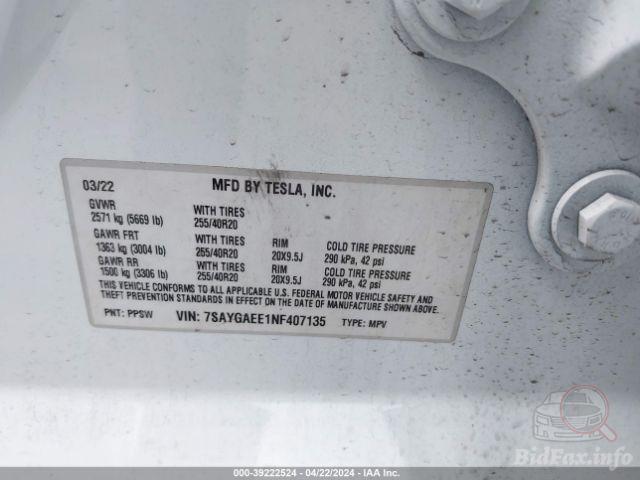 03/22 MFD BY TESLA, INC.
GVWR
2571 kg (5669 lb) WITH TIRES 255/40R20
GAWR FRT
1363 kg (3004 lb) WITH TIRES 255/40R20 RIM 20X9.5J COLD TIRE PRESSURE 290 kPa, 42 psi
GAWR RR
1500 kg (3306 lb) WITH TIRES 255/40R20 RIM 20X9.5J COLD TIRE PRESSURE 290 kPa, 42 psi
THIS VEHICLE CONFORMS TO ALL APPLICABLE U.S. FEDERAL MOTOR VEHICLE SAFETY AND
THEFT PREVENTION STANDARDS IN EFFECT ON THE DATE OF MANUFACTURE SHOWN ABOVE.
PNT: PPSW VIN: 7SAYGAEE1NF407135 TYPE: MPV
000-39222524 - 04/22/2024 - IAA Inc.
BidFax.info